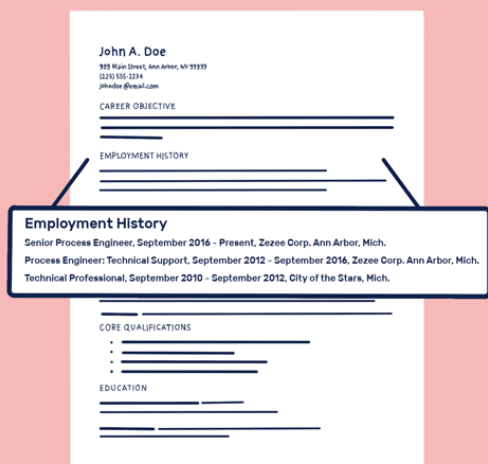 John A. Doe
999 Main Street, Ann Arbor, MI 99999
(123) 555-1234
johndoe@email.com
CAREER OBJECTIVE
EMPLOYMENT HISTORY
Employment History
Senior Process Engineer, September 2016 - Present, Zezee Corp. Ann Arbor, Mich.
Process Engineer: Technical Support, September 2012 - September 2016, Zezee Corp. Ann Arbor, Mich.
Technical Professional, September 2010 - September 2012, City of the Stars, Mich.
CORE QUALIFICATIONS
EDUCATION